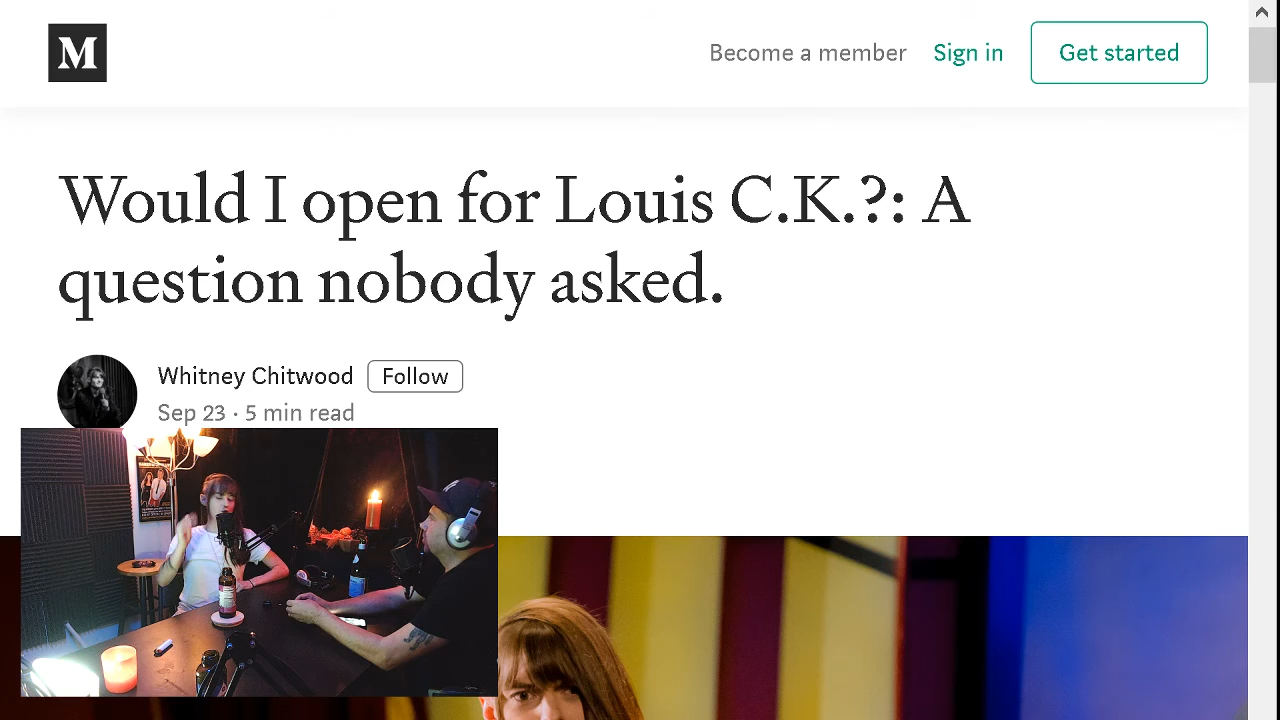 M
Become a member Sign in Get started
Would I open for Louis C.K.?: A
question nobody asked.
Whitney Chitwood Follow
Sep 23 · 5 min read